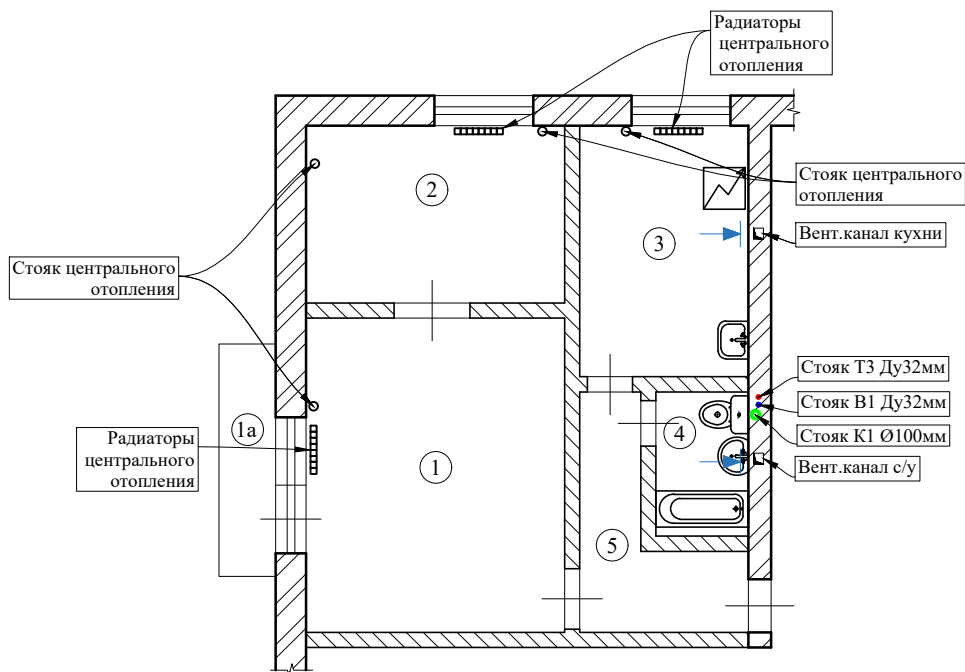 Радиаторы
центрального
отопления
2
Стояк центрального
отопления
3
Вент.канал кухни
Стояк центрального
отопления
Стояк Т3 Ду32мм
Стояк В1 Ду32мм
1а
4
Стояк К1 Ø100мм
Радиаторы
центрального
отопления
1
Вент.канал с/у
5